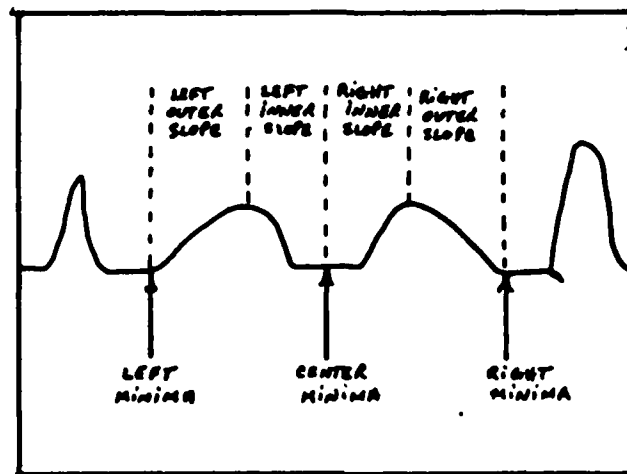 LEFT
OUTER
SLOPE
LEFT
INNER
SLOPE
RIGHT
INNER
SLOPE
RIGHT
OUTER
SLOPE
LEFT
MINIMA
CENTER
MINIMA
RIGHT
MINIMA